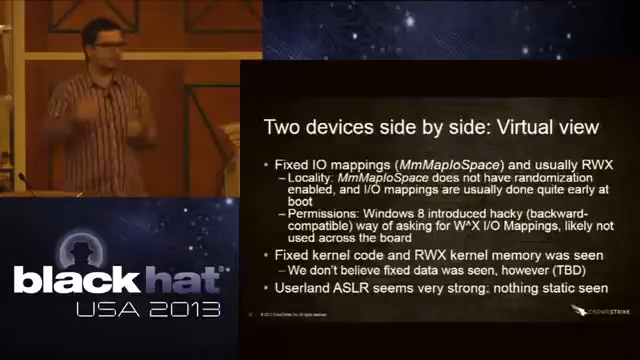 Two devices side by side: Virtual view
• Fixed IO mappings (MmMapIoSpace) and usually RWX
– Locality: MmMapIoSpace does not have randomization
enabled, and I/O mappings are usually done quite early at
boot
– Permissions: Windows 8 introduced hacky (backward-
compatible) way of asking for W^X I/O Mappings, likely not
used across the board
• Fixed kernel code and RWX kernel memory was seen
– We don't believe fixed data was seen, however (TBD)
• Userland ASLR seems very strong: nothing static seen
black hat®
USA 2013
CROWDSTRIKE